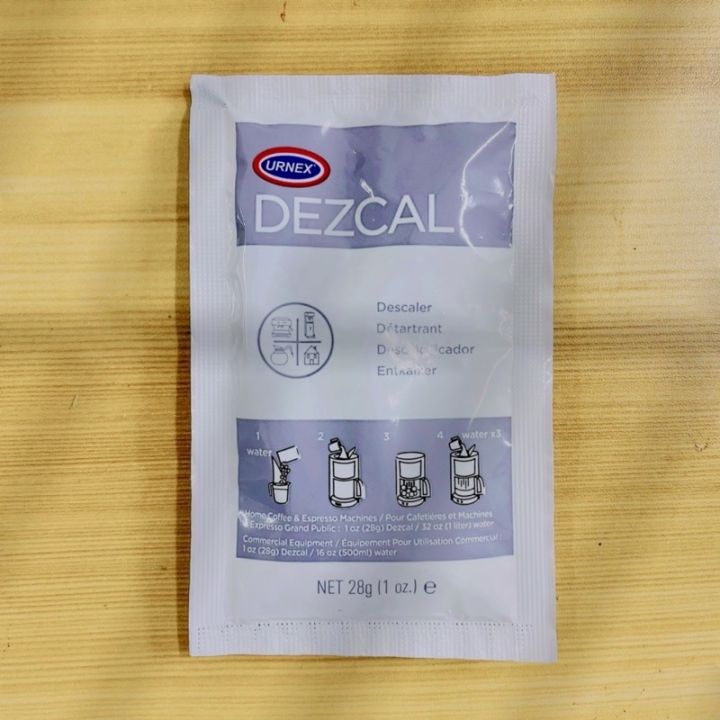 URNEX
DEZCAL
Descaler
Détartrant
Descalcificador
Entkalker
1 2 3 4 water x3
water
Home Coffee & Espresso Machines / Pour Cafetières et Machines
à Expresso Grand Public : 1 oz (28g) Dezcal / 32 oz (1 liter) water
Commercial Equipment / Équipement Pour Utilisation Commercial :
1 oz (28g) Dezcal / 16 oz (500ml) water
NET 28g (1 oz.) e